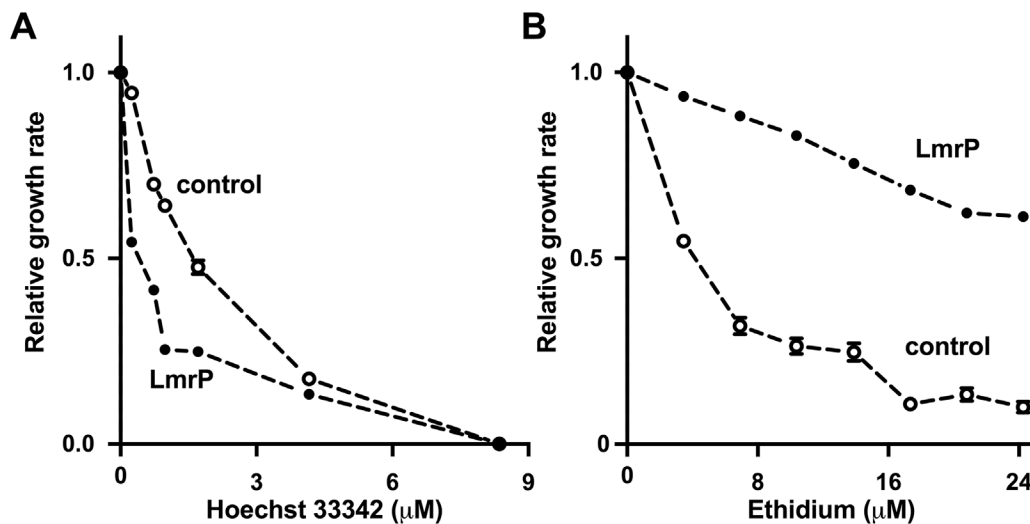 A
Relative growth rate
1.0
0.5
0.0
control
LmrP
0
3
6
9
Hoechst 33342 (μM)
B
Relative growth rate
1.0
0.5
0
LmrP
control
0
8
16
24
Ethidium (μM)